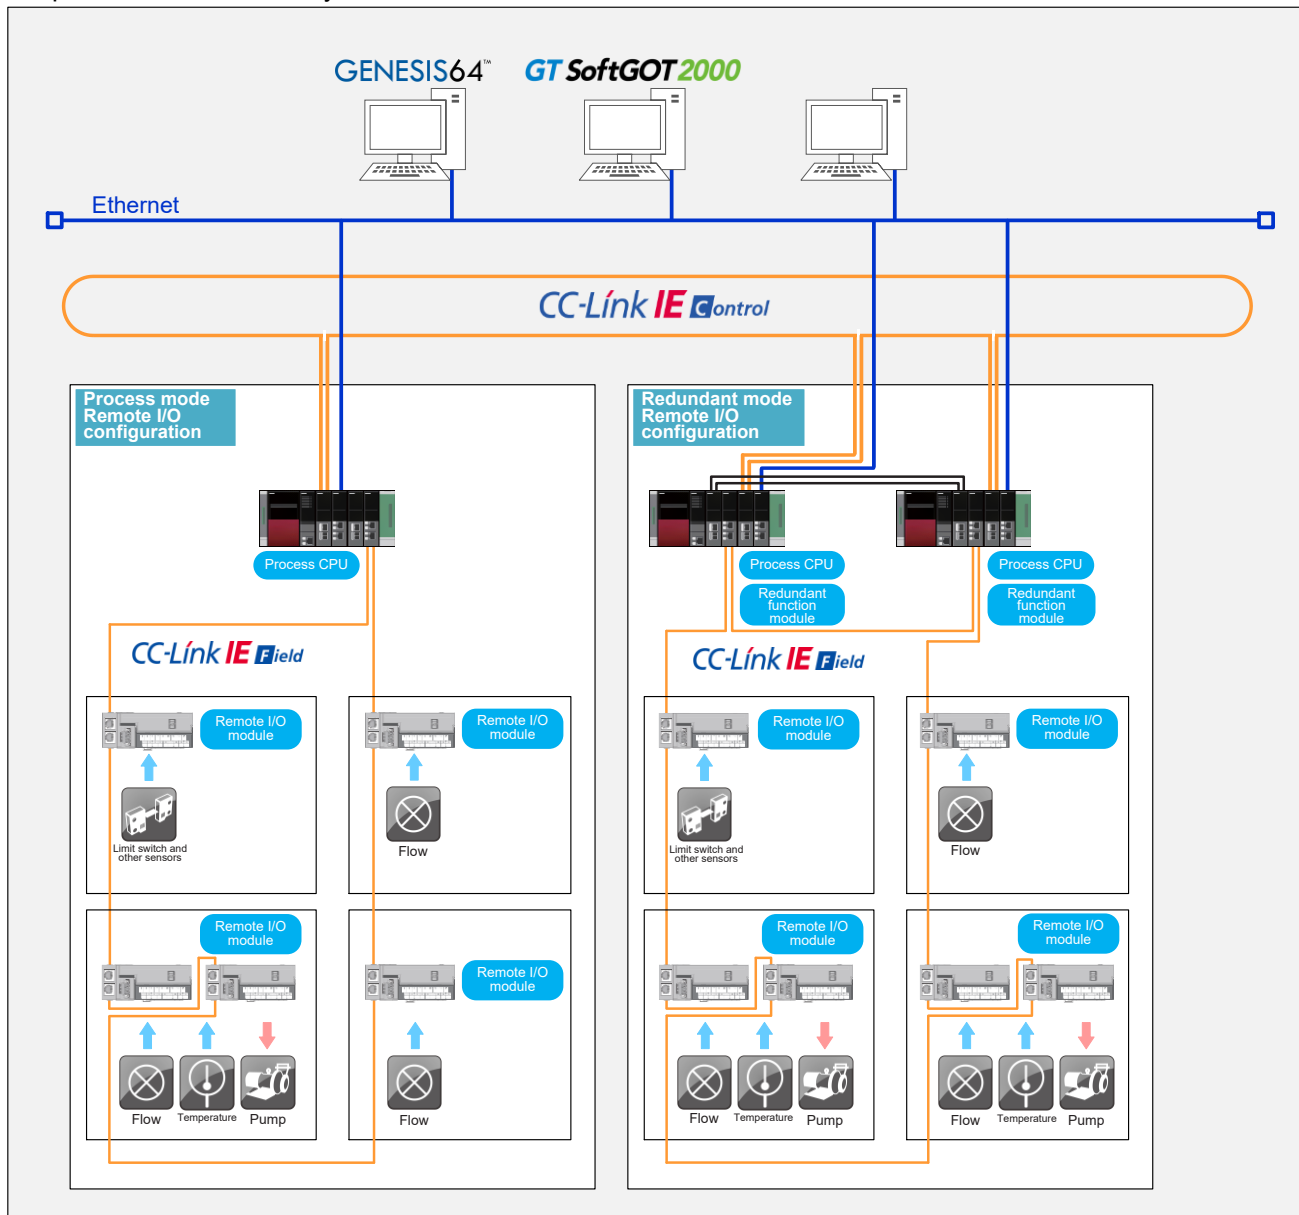 GENESIS64™
GT SoftGOT2000
Ethernet
CC-Link IE Control
Process mode
Remote I/O
configuration
Redundant mode
Remote I/O
configuration
Process CPU
Process CPU
Process CPU
Redundant
function
module
Redundant
function
module
CC-Link IE Field
CC-Link IE Field
Remote I/O
module
Remote I/O
module
Remote I/O
module
Remote I/O
module
Limit switch and
other sensors
Flow
Limit switch and
other sensors
Flow
Remote I/O
module
Remote I/O
module
Remote I/O
module
Remote I/O
module
Flow
Temperature
Pump
Flow
Flow
Temperature
Pump
Flow
Temperature
Pump